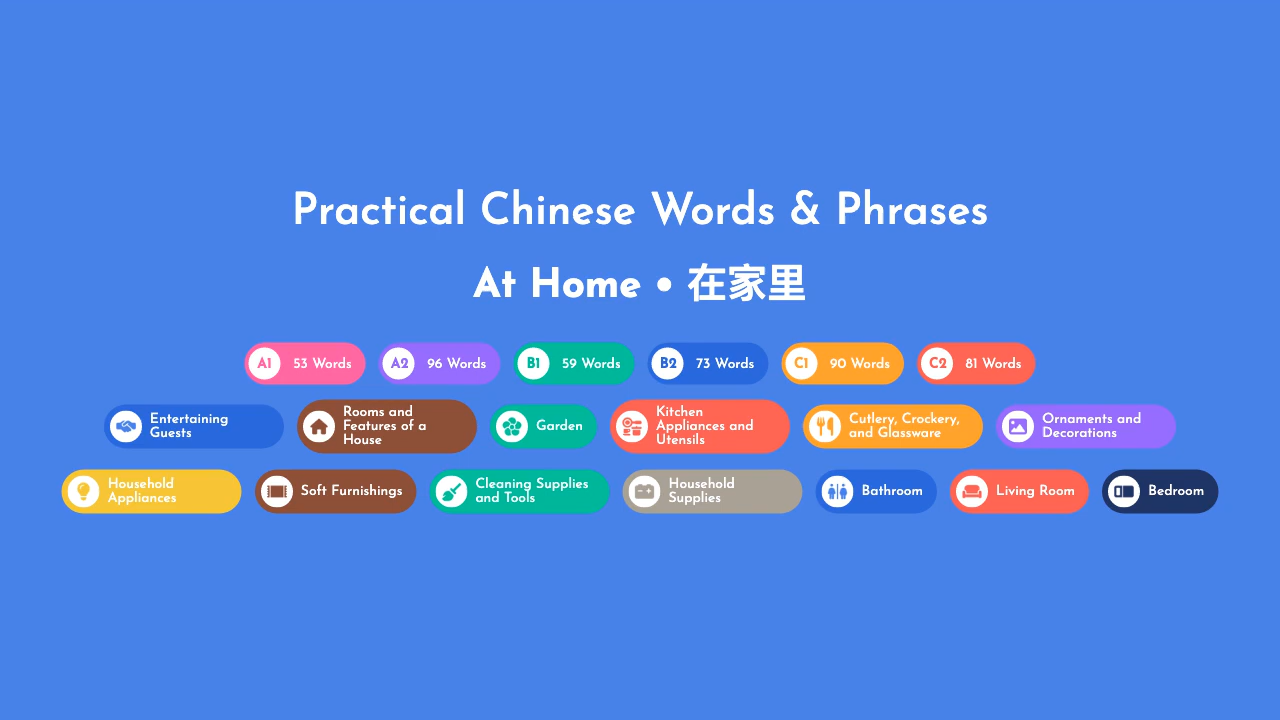 Practical Chinese Words & Phrases
At Home • 在家里
A1 53 Words
A2 96 Words
B1 59 Words
B2 73 Words
C1 90 Words
C2 81 Words
Entertaining
Guests
Rooms and
Features of a
House
Garden
Kitchen
Appliances and
Utensils
Cutlery, Crockery,
and Glassware
Ornaments and
Decorations
Household
Appliances
Soft Furnishings
Cleaning Supplies
and Tools
Household
Supplies
Bathroom
Living Room
Bedroom